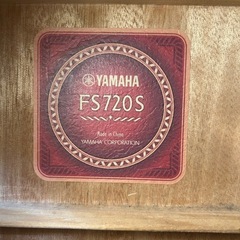 YAMAHA
FS720S
Made in China
YAMAHA CORPORATION